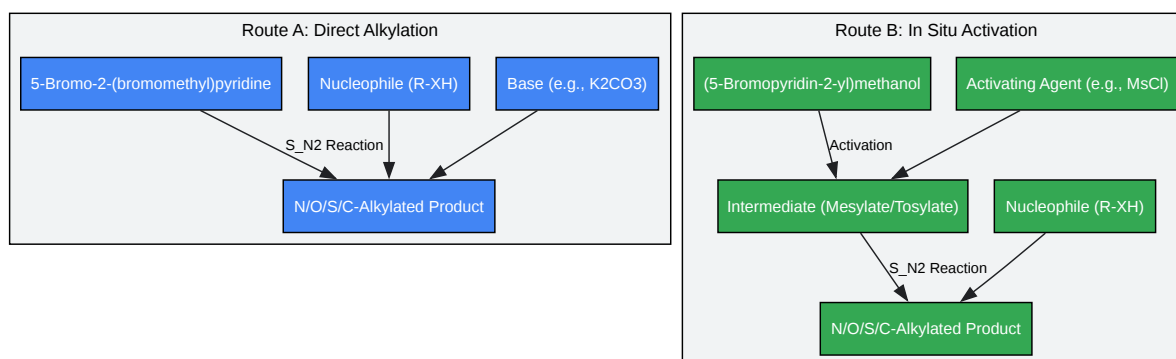 Route A: Direct Alkylation
5-Bromo-2-(bromomethyl)pyridine
Nucleophile (R-XH)
Base (e.g., K2CO3)
S_N2 Reaction
N/O/S/C-Alkylated Product
Route B: In Situ Activation
(5-Bromopyridin-2-yl)methanol
Activating Agent (e.g., MsCl)
Activation
Intermediate (Mesylate/Tosylate)
Nucleophile (R-XH)
S_N2 Reaction
N/O/S/C-Alkylated Product